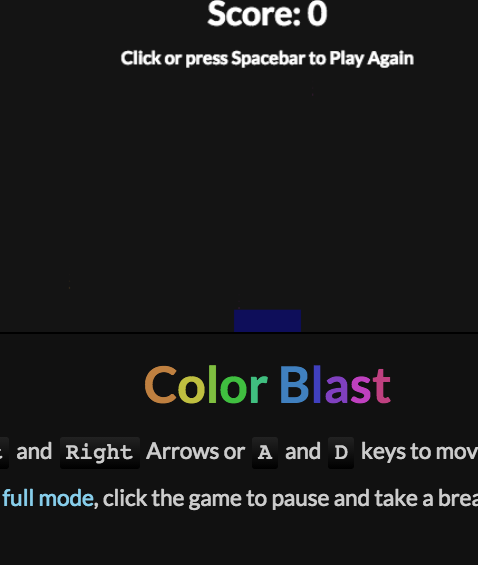 Score: 0
Click or press Spacebar to Play Again
Color Blast
and Right Arrows or A and D keys to mov
full mode, click the game to pause and take a brea